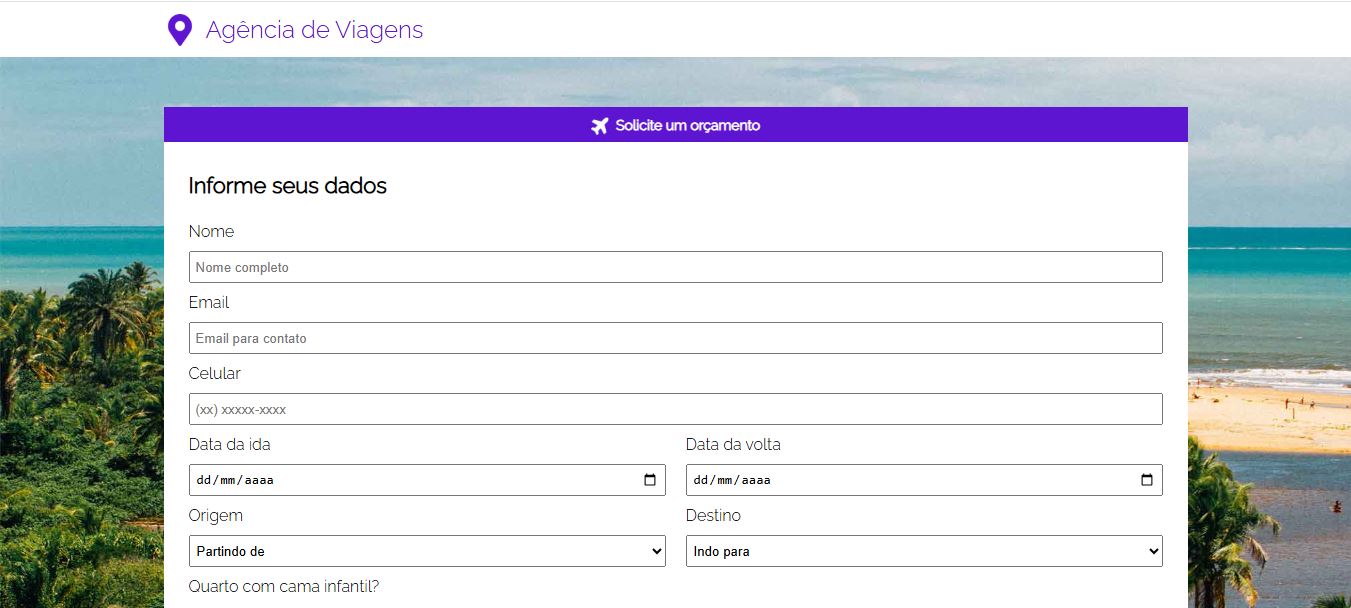 Agência de Viagens
Solicite um orçamento
Informe seus dados
Nome
Nome completo
Email
Email para contato
Celular
(xx) xxxxx-xxxx
Data da ida
Data da volta
dd/mm/aaaa
dd/mm/aaaa
Origem
Destino
Partindo de
Indo para
Quarto com cama infantil?